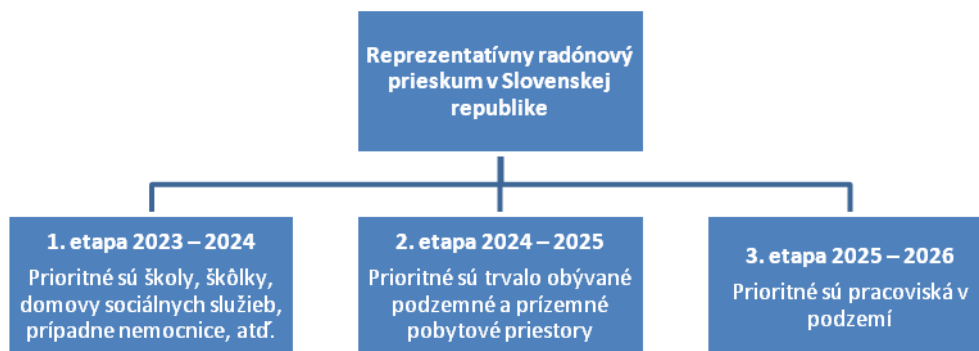 Reprezentatívny radónový
prieskum v Slovenskej
republike
1. etapa 2023 – 2024
Prioritné sú školy, škôlky,
domovy sociálnych služieb,
prípadne nemocnice, atď.
2. etapa 2024 – 2025
Prioritné sú trvalo obývané
podzemné a prízemné
pobytové priestory
3. etapa 2025 – 2026
Prioritné sú pracoviská v
podzemí